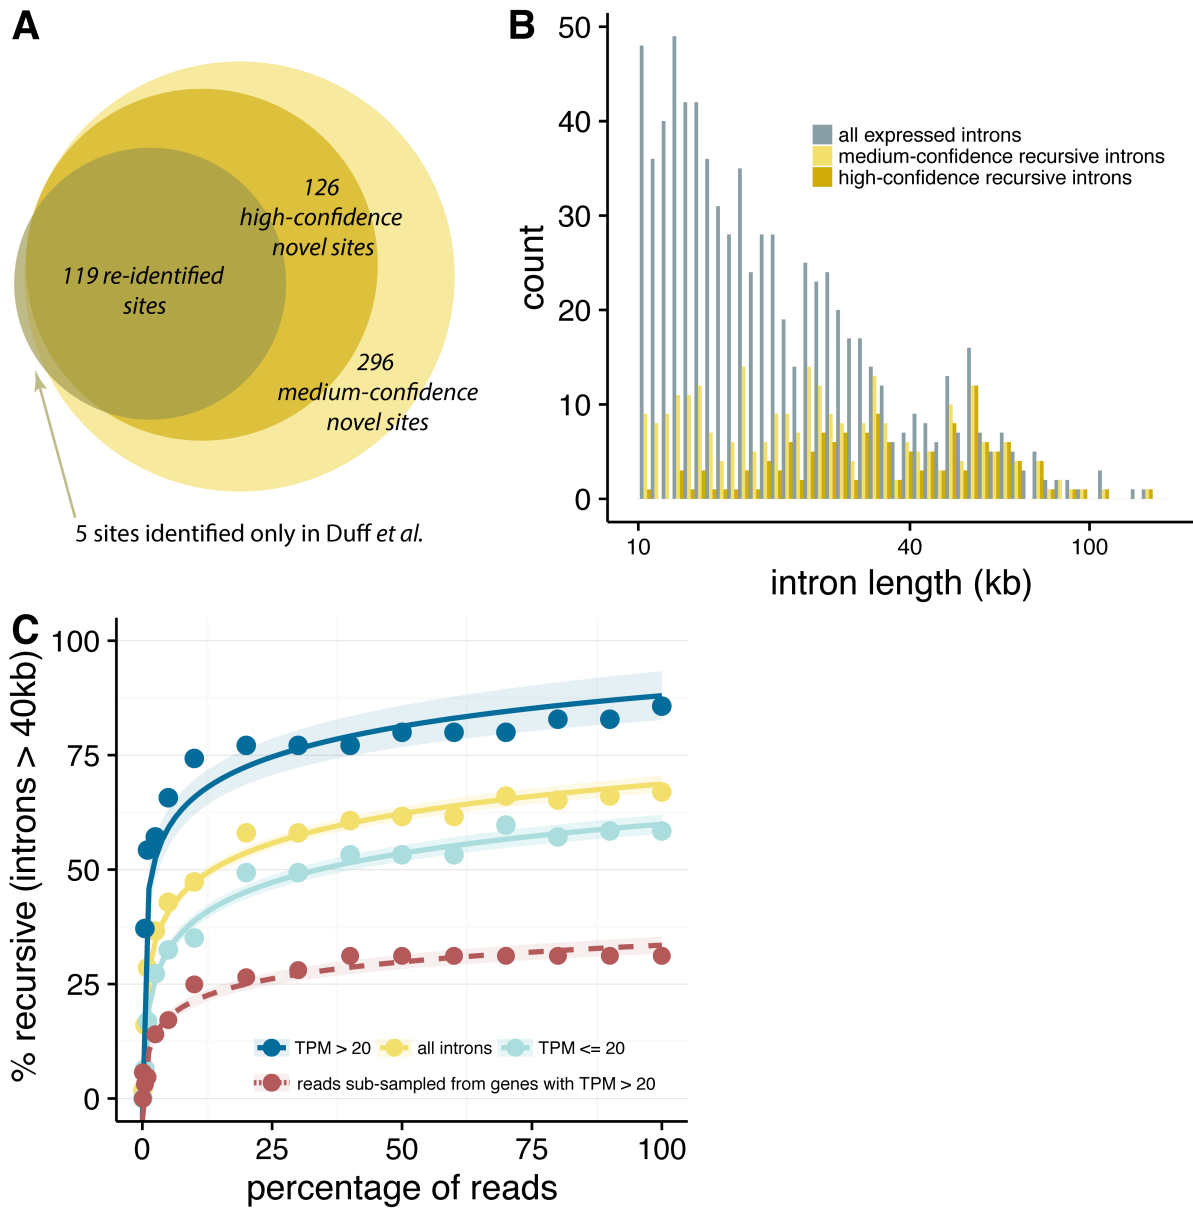 A
126
high-confidence
novel sites
119 re-identified
sites
296
medium-confidence
novel sites
5 sites identified only in Duff et al.
B
50
40
30
20
10
0
count
all expressed introns
medium-confidence recursive introns
high-confidence recursive introns
10
40
100
intron length (kb)
C
100
75
50
25
0
% recursive (introns > 40kb)
TPM > 20
all introns
TPM <= 20
reads sub-sampled from genes with TPM > 20
0
25
50
75
100
percentage of reads